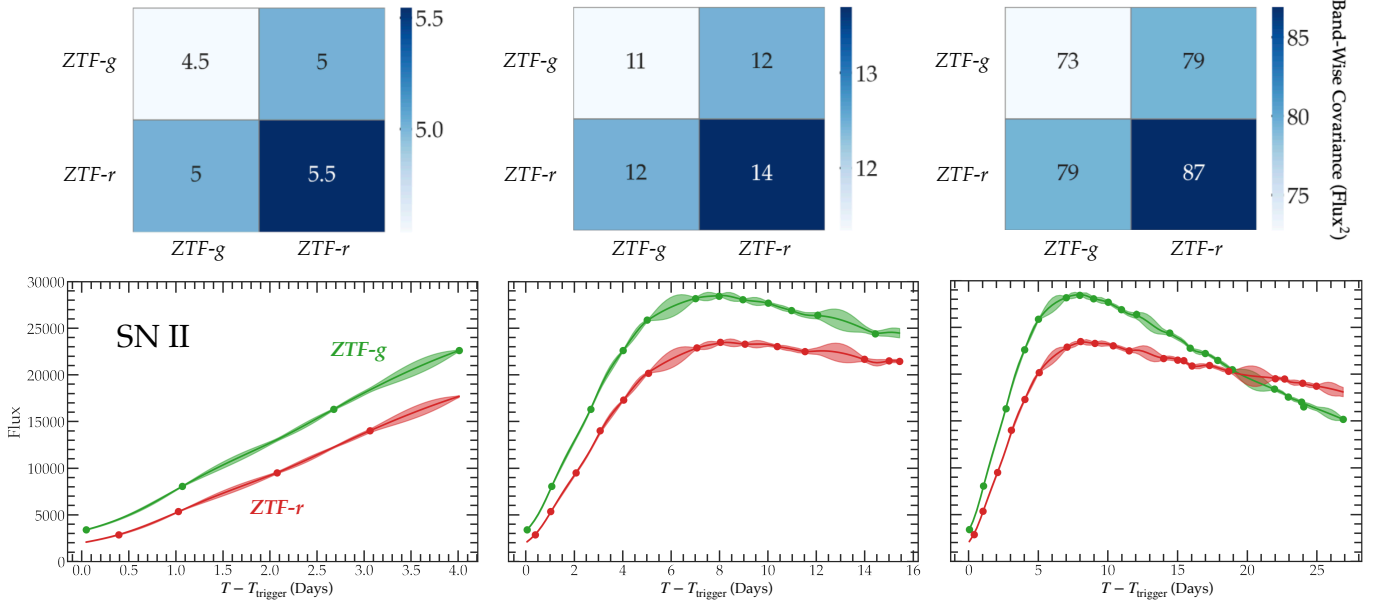 ZTF-g 4.5 5
ZTF-r 5 5.5
ZTF-g ZTF-r
5.5
5.0
ZTF-g 11 12
ZTF-r 12 14
ZTF-g ZTF-r
13
12
ZTF-g 73 79
ZTF-r 79 87
ZTF-g ZTF-r
85
80
75
Band-Wise Covariance (Flux²)
30000
25000
20000
15000
10000
5000
0
Flux
SN II
ZTF-g
ZTF-r
0.0 0.5 1.0 1.5 2.0 2.5 3.0 3.5 4.0
T − Ttrigger (Days)
0 2 4 6 8 10 12 14 16
T − Ttrigger (Days)
0 5 10 15 20 25
T − Ttrigger (Days)